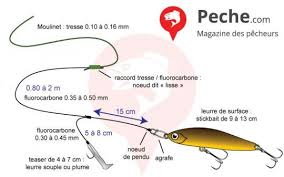 Peche.com
Magazine des pêcheurs
Moulinet : tresse 0.10 à 0.16 mm
raccord tresse / fluorocarbone :
noeud dit « lisse »
0.80 à 2 m
fluorocarbone 0.35 à 0.50 mm
15 cm
leurre de surface :
stickbait de 9 à 13 cm
fluorocarbone
0.30 à 0.45 mm
5 à 8 cm
noeud
de pendu
agrafe
teaser de 4 à 7 cm :
leurre souple ou plume